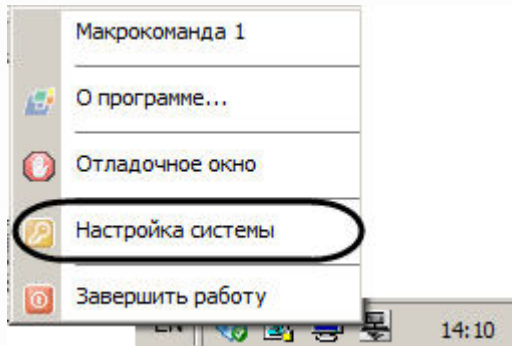 Макрокоманда 1
О программе...
Отладочное окно
Настройка системы
Завершить работу
EN 14:10